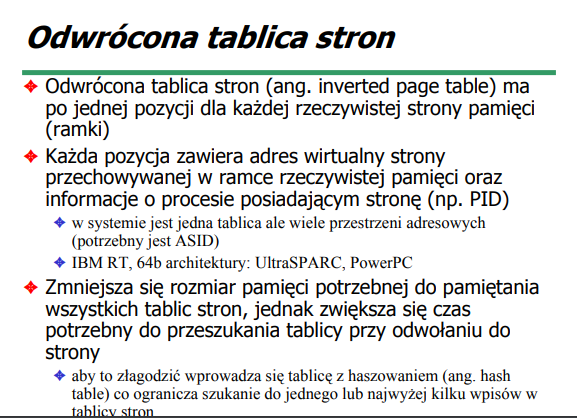 Odwrócona tablica stron
Odwrócona tablica stron (ang. inverted page table) ma
po jednej pozycji dla każdej rzeczywistej strony pamięci
(ramki)
Każda pozycja zawiera adres wirtualny strony
przechowywanej w ramce rzeczywistej pamięci oraz
informacje o procesie posiadającym stronę (np. PID)
w systemie jest jedna tablica ale wiele przestrzeni adresowych
(potrzebny jest ASID)
IBM RT, 64b architektury: UltraSPARC, PowerPC
Zmniejsza się rozmiar pamięci potrzebnej do pamiętania
wszystkich tablic stron, jednak zwiększa się czas
potrzebny do przeszukania tablicy przy odwołaniu do
strony
aby to złagodzić wprowadza się tablicę z haszowaniem (ang. hash
table) co ogranicza szukanie do jednego lub najwyżej kilku wpisów w
tablicy stron